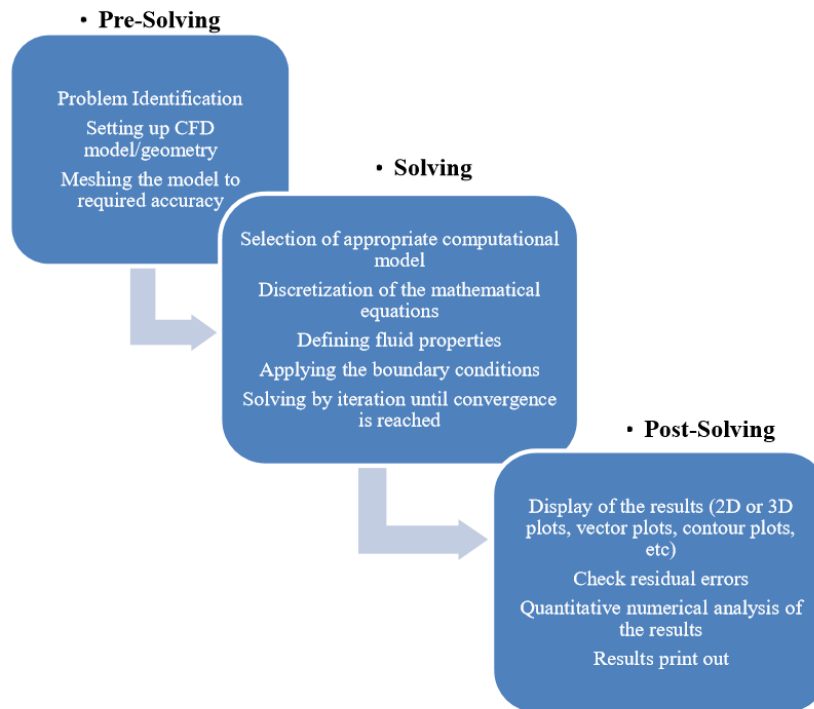 • Pre-Solving
Problem Identification
Setting up CFD
model/geometry
Meshing the model to
required accuracy
• Solving
Selection of appropriate computational
model
Discretization of the mathematical
equations
Defining fluid properties
Applying the boundary conditions
Solving by iteration until convergence
is reached
• Post-Solving
Display of the results (2D or 3D
plots, vector plots, contour plots,
etc)
Check residual errors
Quantitative numerical analysis of
the results
Results print out